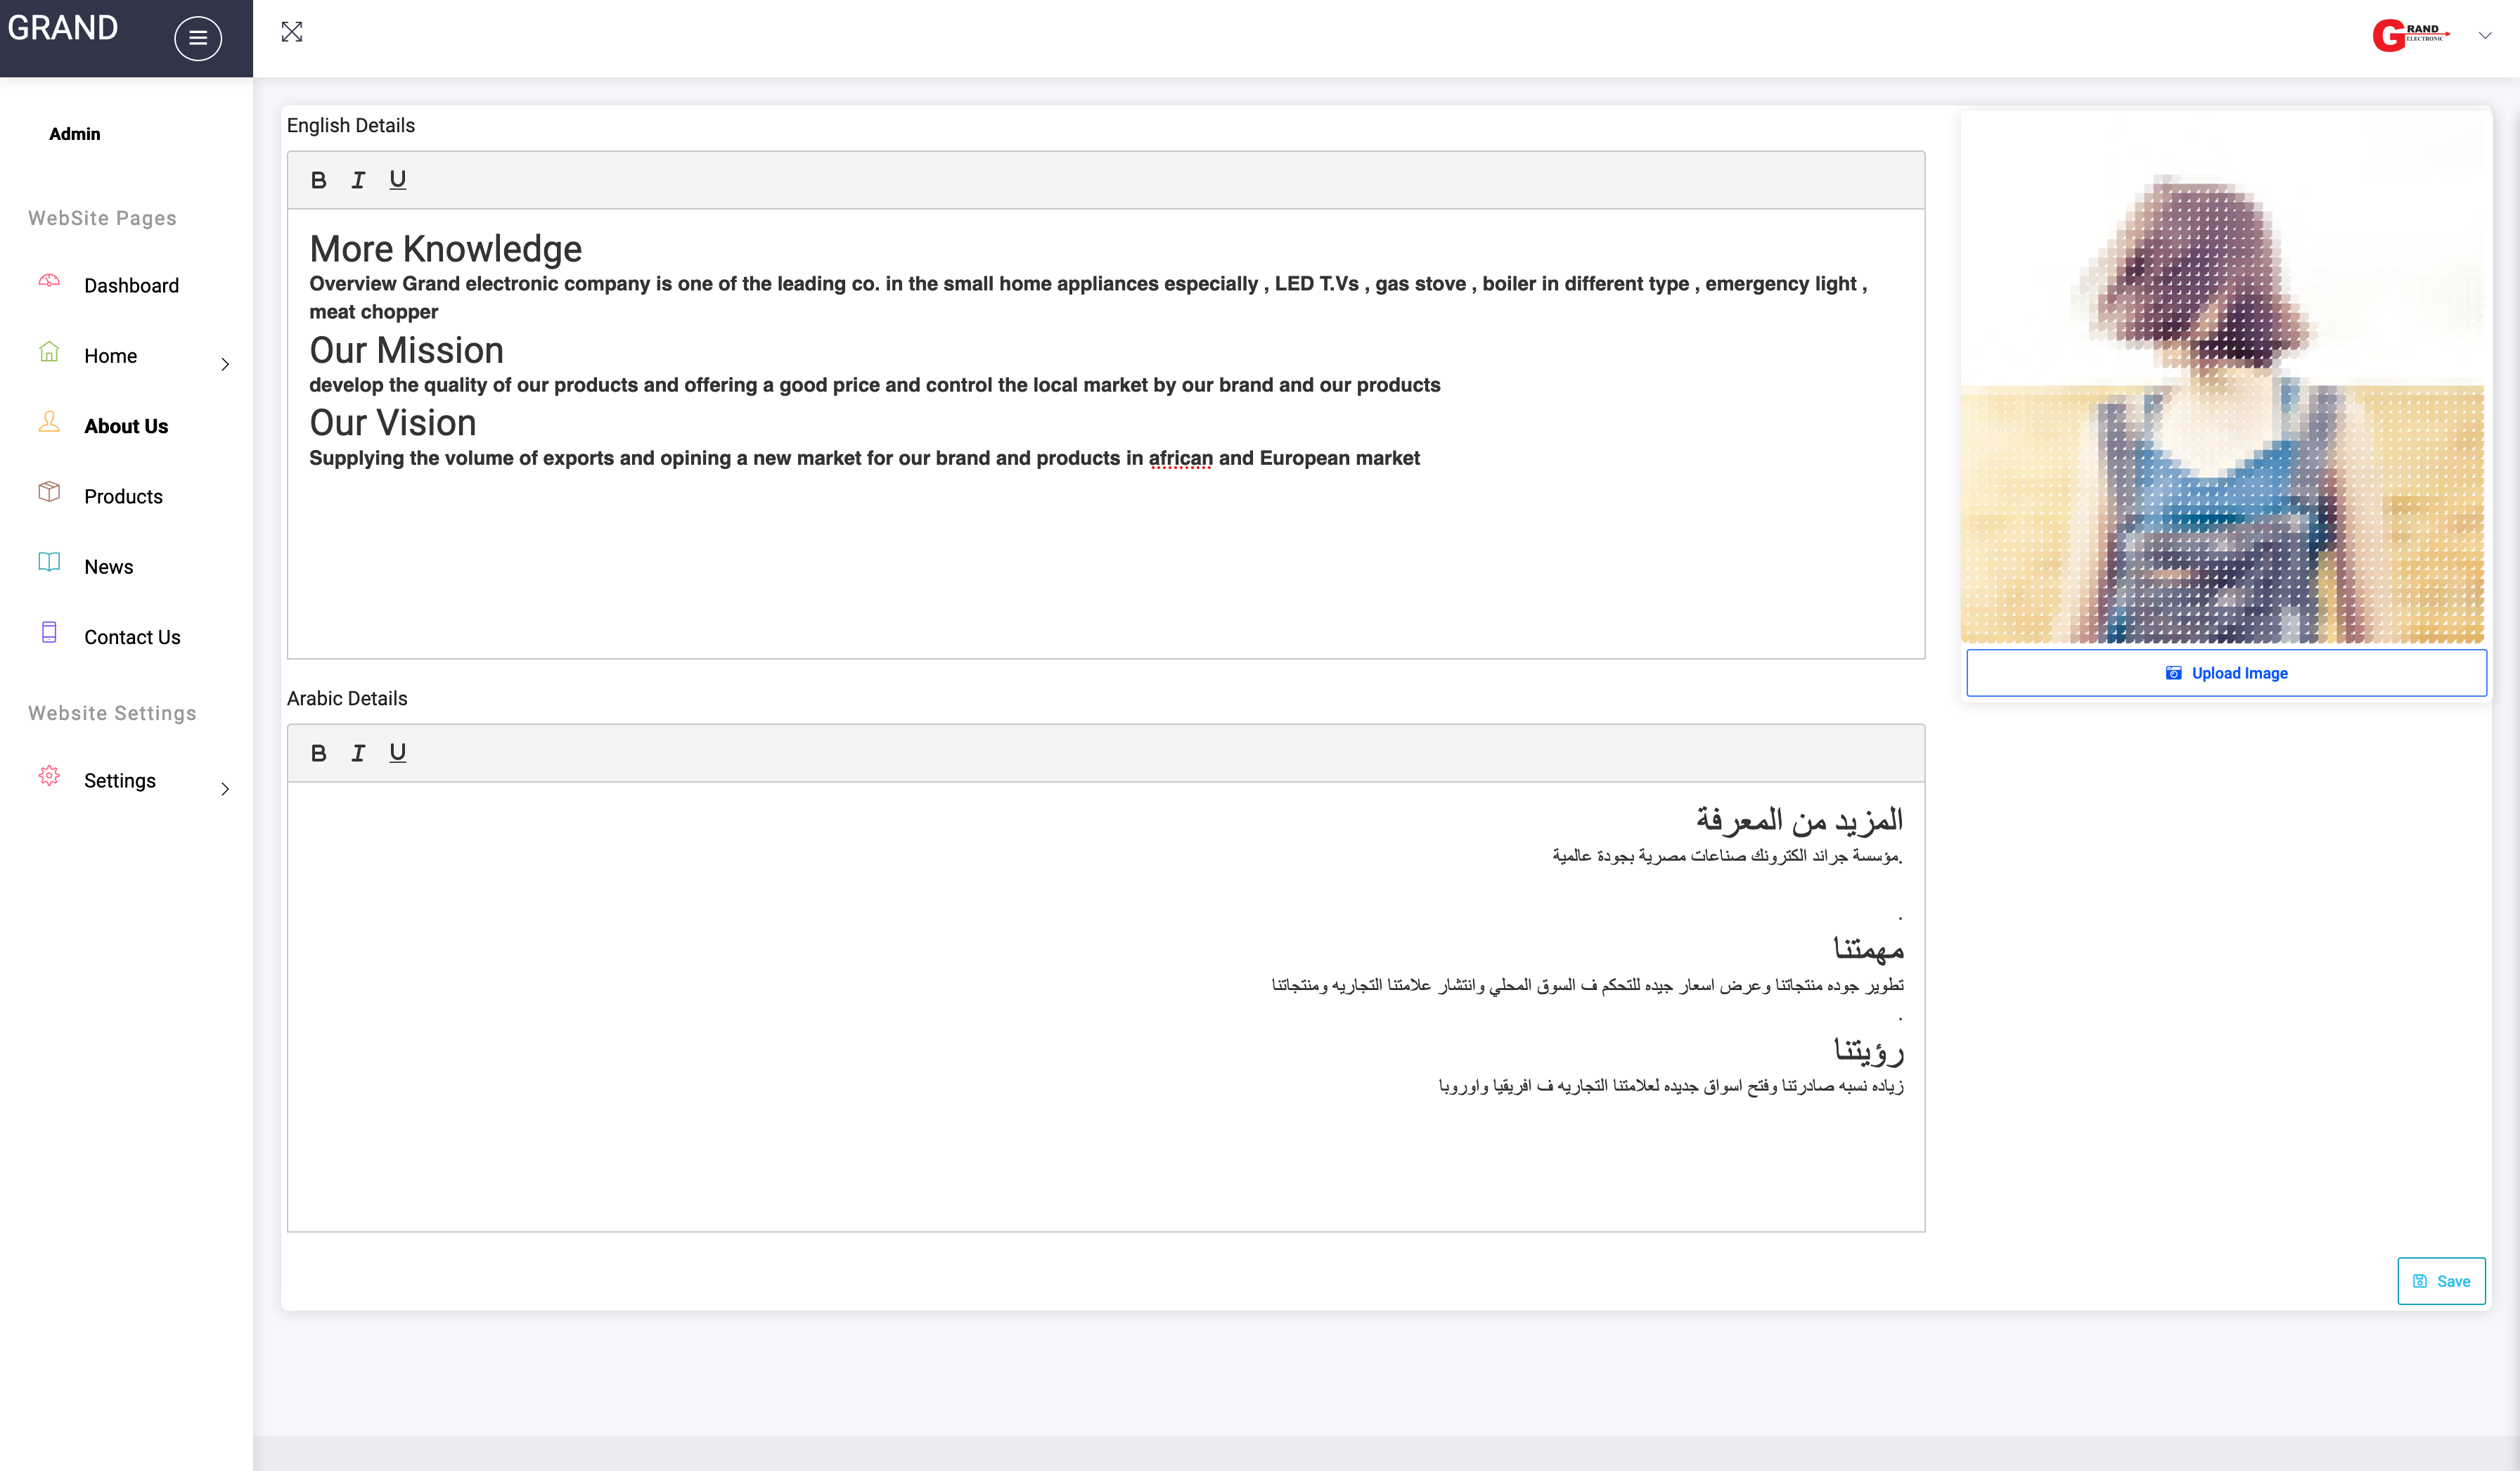 GRAND
GRAND
ELECTRONIC
Admin
WebSite Pages
Dashboard
Home
About Us
Products
News
Contact Us
Website Settings
Settings
English Details
B I U
More Knowledge
Overview Grand electronic company is one of the leading co. in the small home appliances especially , LED T.Vs , gas stove , boiler in different type , emergency light ,
meat chopper
Our Mission
develop the quality of our products and offering a good price and control the local market by our brand and our products
Our Vision
Supplying the volume of exports and opining a new market for our brand and products in african and European market
Upload Image
Arabic Details
B I U
المزيد من المعرفة
.مؤسسة جراند الكترونك صناعات مصرية بجودة عالمية
.
مهمتنا
تطوير جوده منتجاتنا وعرض اسعار جيده للتحكم ف السوق المحلي وانتشار علامتنا التجاريه ومنتجاتنا
.
رؤيتنا
زياده نسبه صادرتنا وفتح اسواق جديده لعلامتنا التجاريه ف افريقيا واوروبا
Save